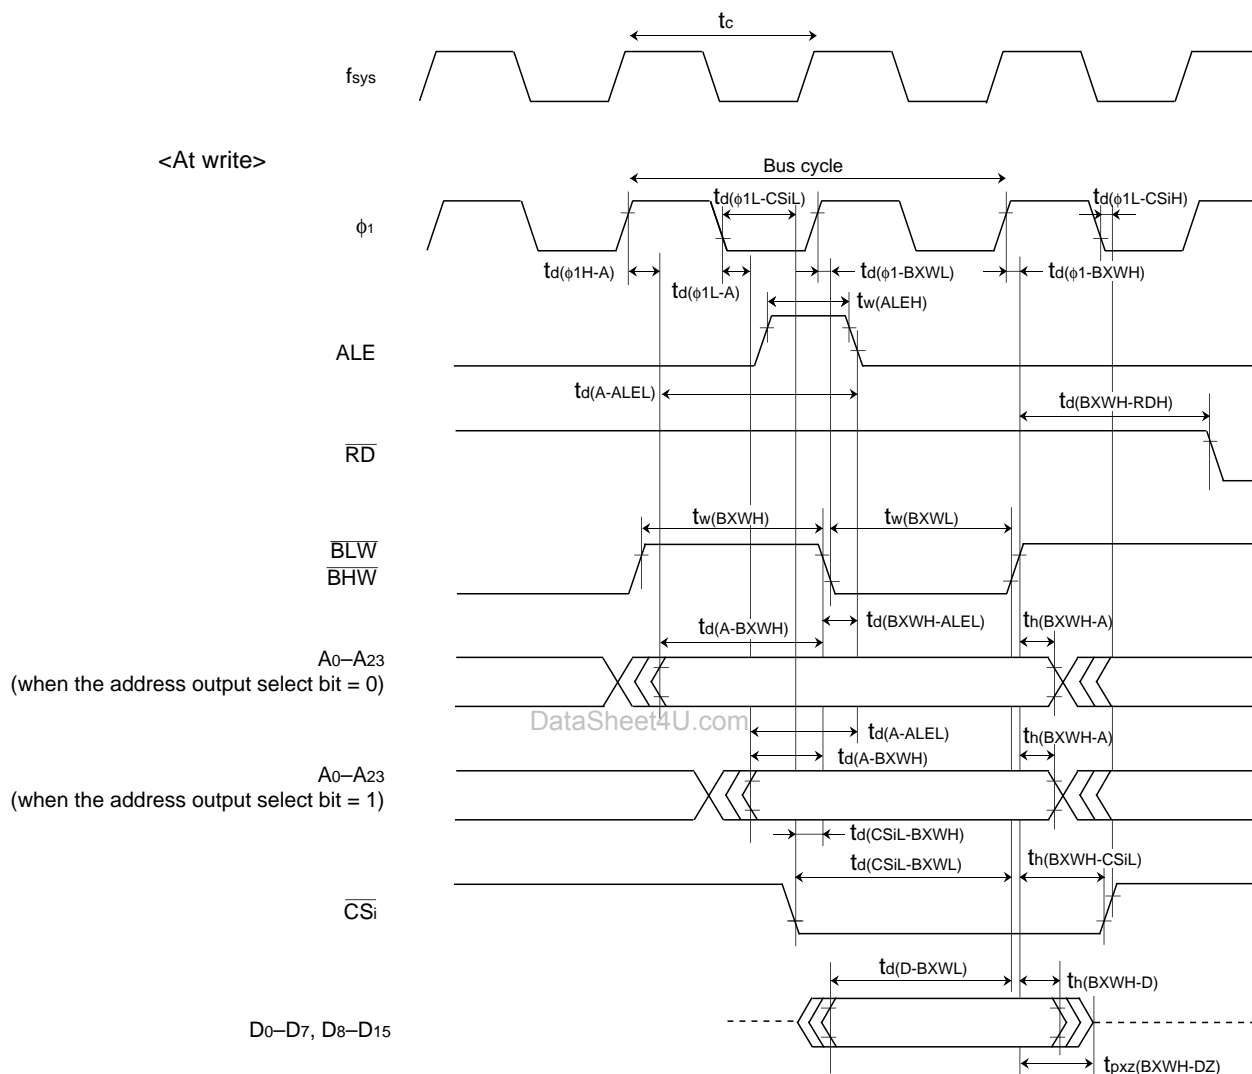 tc
fsys
<At write>
Bus cycle
td(ϕ1L-CSiL)
td(ϕ1L-CSiH)
ϕ1
td(ϕ1H-A)
td(ϕ1L-A)
td(ϕ1-BXWL)
td(ϕ1-BXWH)
tw(ALEH)
ALE
td(A-ALEL)
td(BXWH-RDH)
RD
tw(BXWH)
tw(BXWL)
BLW
BHW
td(A-BXWH)
td(BXWH-ALEL)
th(BXWH-A)
A0–A23
(when the address output select bit = 0)
DataSheet4U.com
td(A-ALEL)
td(A-BXWH)
th(BXWH-A)
A0–A23
(when the address output select bit = 1)
td(CSiL-BXWH)
td(CSiL-BXWL)
th(BXWH-CSiL)
CSi
td(D-BXWL)
th(BXWH-D)
D0–D7, D8–D15
tpxz(BXWH-DZ)